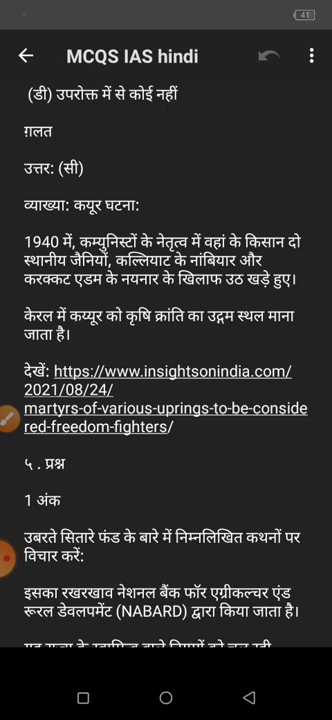 41
MCQS IAS hindi
(डी) उपरोक्त में से कोई नहीं
ग़लत
उत्तर: (सी)
व्याख्या: कयूर घटना:
1940 में, कम्युनिस्टों के नेतृत्व में वहां के किसान दो
स्थानीय जैनियों, कल्लियाट के नांबियार और
करक्कट एडम के नयनार के खिलाफ उठ खड़े हुए।
केरल में कय्यूर को कृषि क्रांति का उद्गम स्थल माना
जाता है।
देखें: https://www.insightsonindia.com/
2021/08/24/
martyrs-of-various-uprings-to-be-conside
red-freedom-fighters/
५ . प्रश्न
1 अंक
उबरते सितारे फंड के बारे में निम्नलिखित कथनों पर
विचार करें:
इसका रखरखाव नेशनल बैंक फॉर एग्रीकल्चर एंड
रूरल डेवलपमेंट (NABARD) द्वारा किया जाता है।